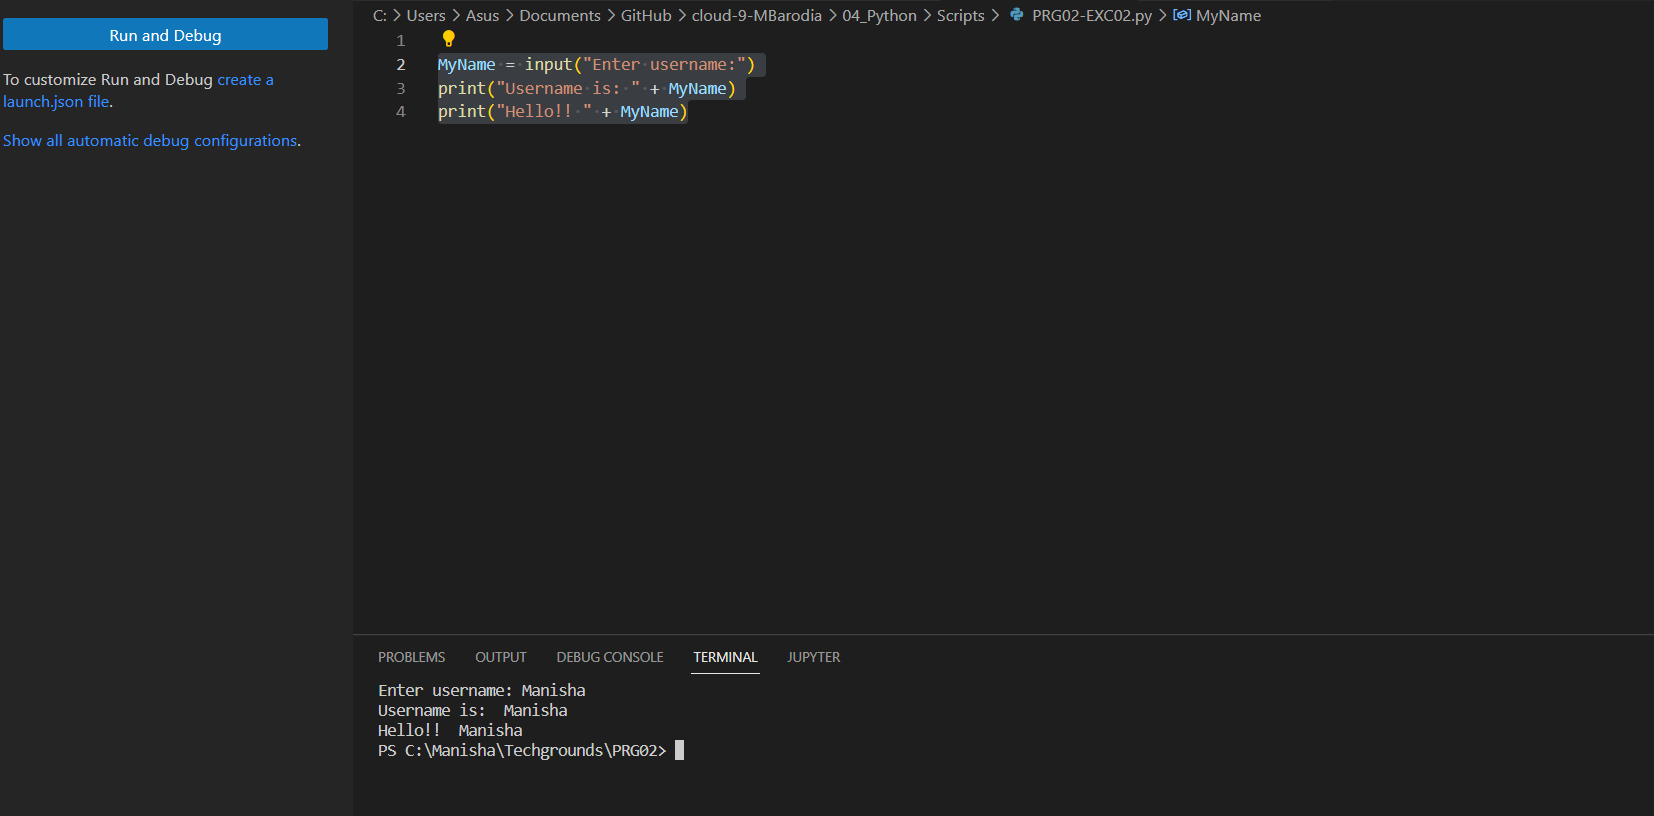 Run and Debug
To customize Run and Debug create a
launch.json file.
Show all automatic debug configurations.
C: > Users > Asus > Documents > GitHub > cloud-9-MBarodia > 04_Python > Scripts > PRG02-EXC02.py > MyName
1
2 MyName = input("Enter username:")
3 print("Username is: " + MyName)
4 print("Hello!! " + MyName)
PROBLEMS OUTPUT DEBUG CONSOLE TERMINAL JUPYTER
Enter username: Manisha
Username is:  Manisha
Hello!!  Manisha
PS C:\Manisha\Techgrounds\PRG02>